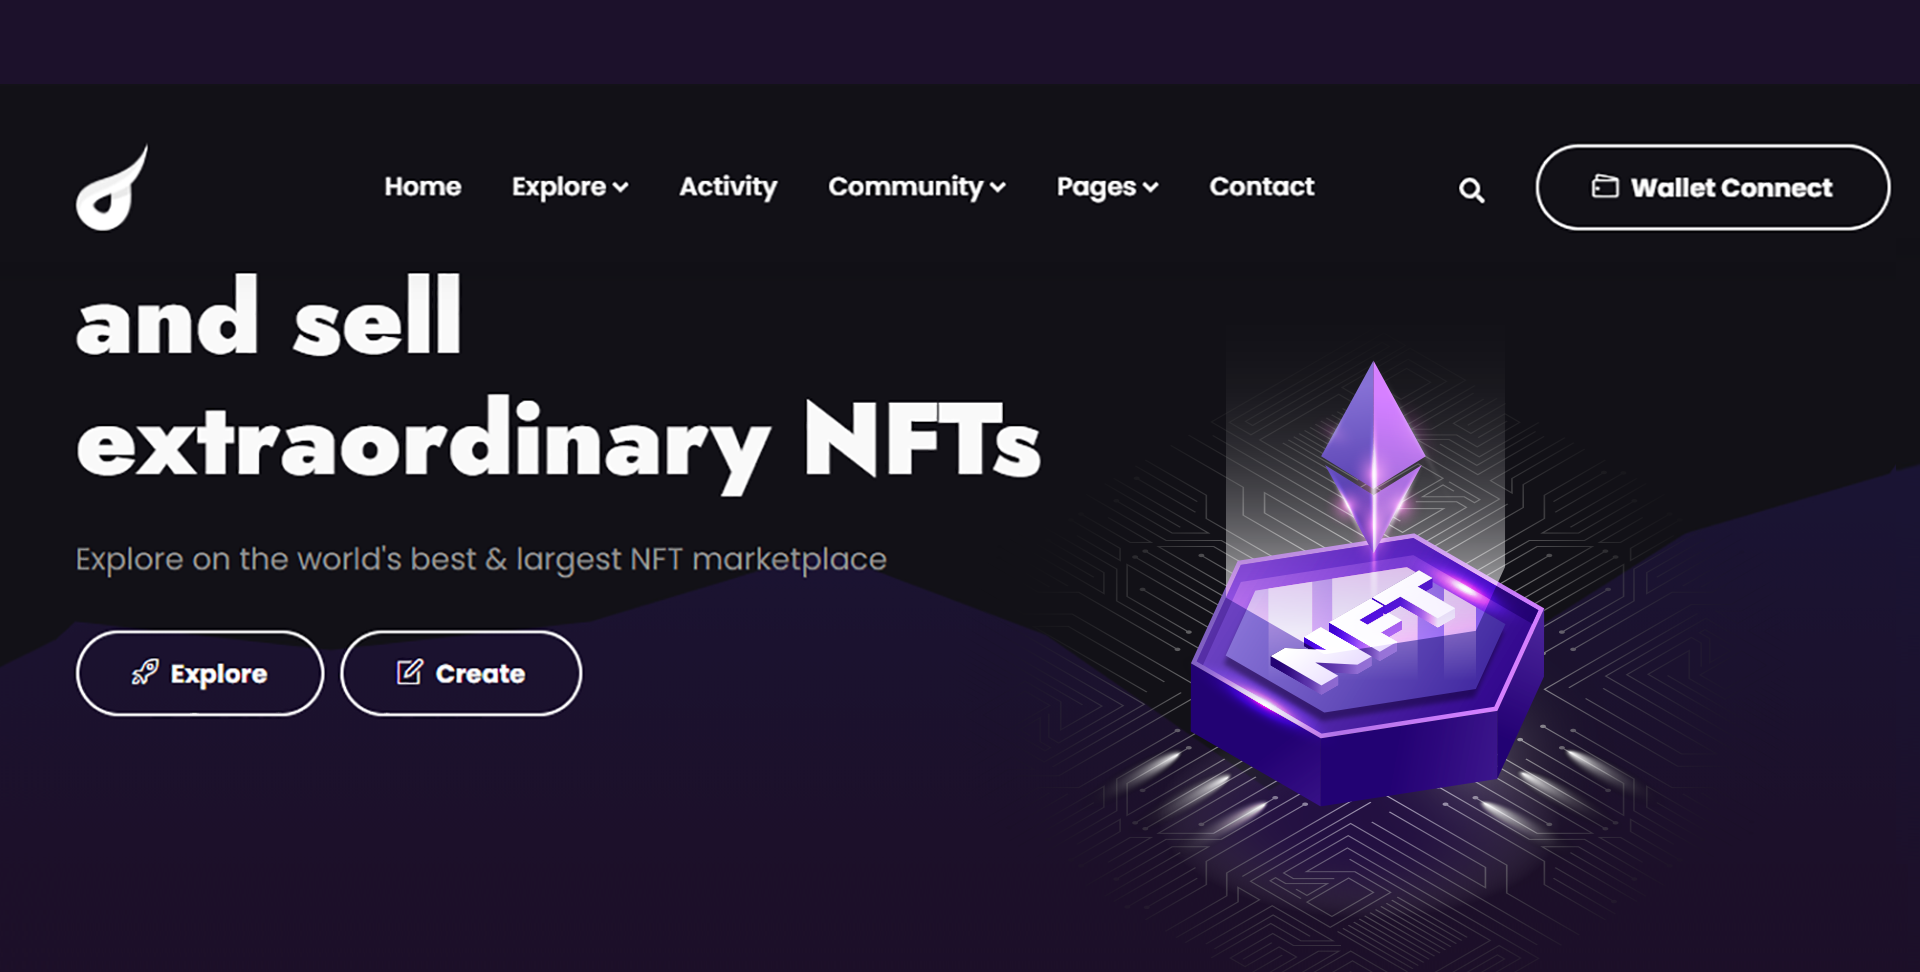 Home Explore Activity Community Pages Contact Wallet Connect
and sell
extraordinary NFTs
Explore on the world's best & largest NFT marketplace
Explore Create
NFT